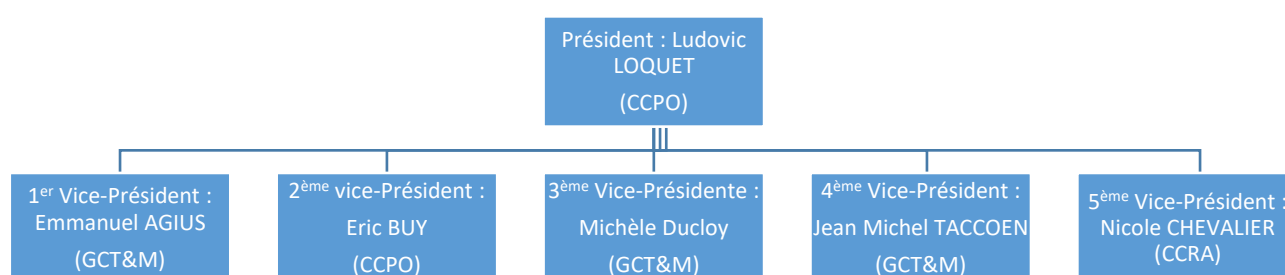 Président : Ludovic
LOQUET
(CCPO)
1er Vice-Président :
Emmanuel AGIUS
(GCT&M)
2ème vice-Président :
Eric BUY
(CCPO)
3ème Vice-Présidente :
Michèle Ducloy
(GCT&M)
4ème Vice-Président :
Jean Michel TACCOEN
(GCT&M)
5ème Vice-Président :
Nicole CHEVALIER
(CCRA)